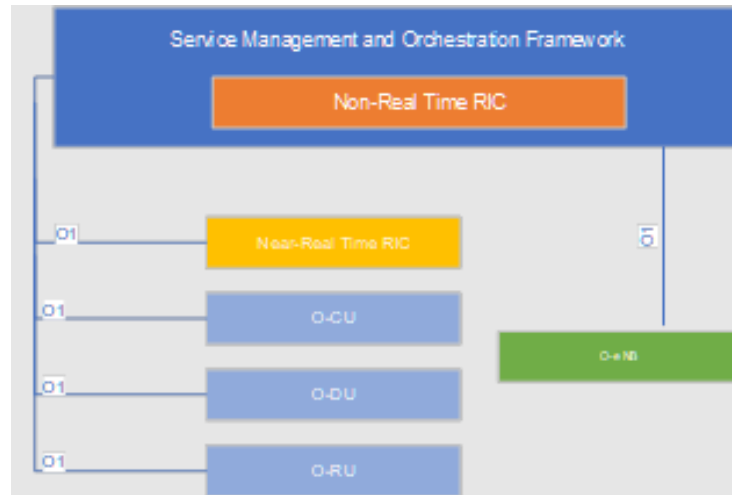 Service Management and Orchestration Framework
Non-Real Time RIC
O1
Near-Real Time RIC
O1
O1
O-CU
O-eNB
O1
O-DU
O1
O-RU